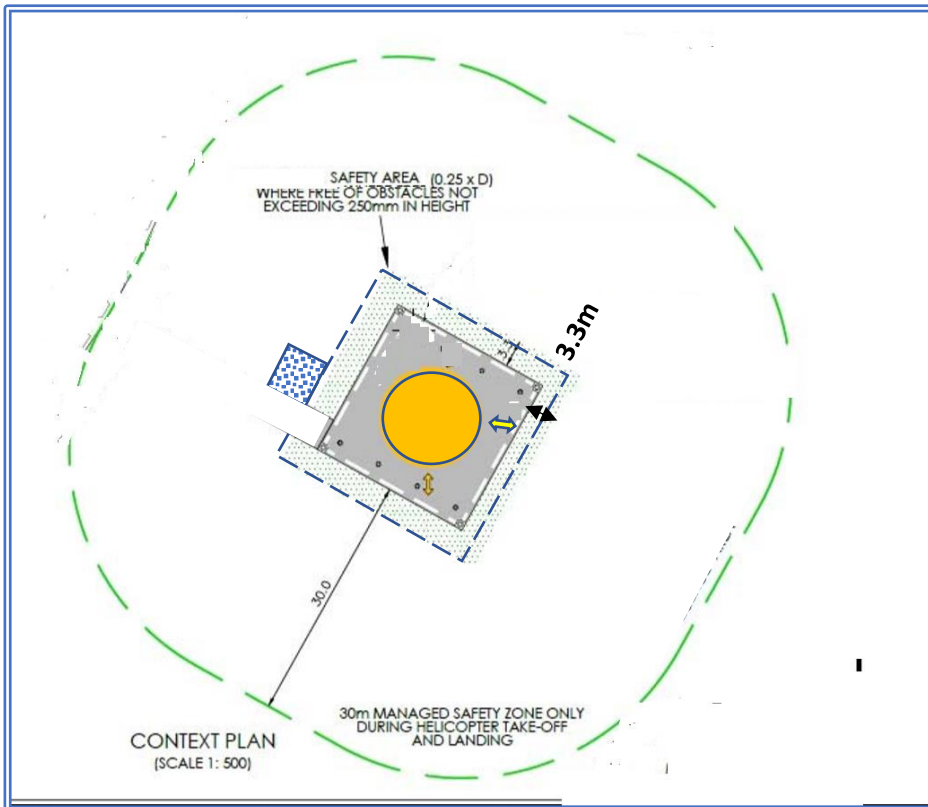 SAFETY AREA (0.25 x D)
WHERE FREE OF OBSTACLES NOT
EXCEEDING 250mm IN HEIGHT
3.3m
30.0
30m MANAGED SAFETY ZONE ONLY
DURING HELICOPTER TAKE-OFF
AND LANDING
CONTEXT PLAN
(SCALE 1: 500)